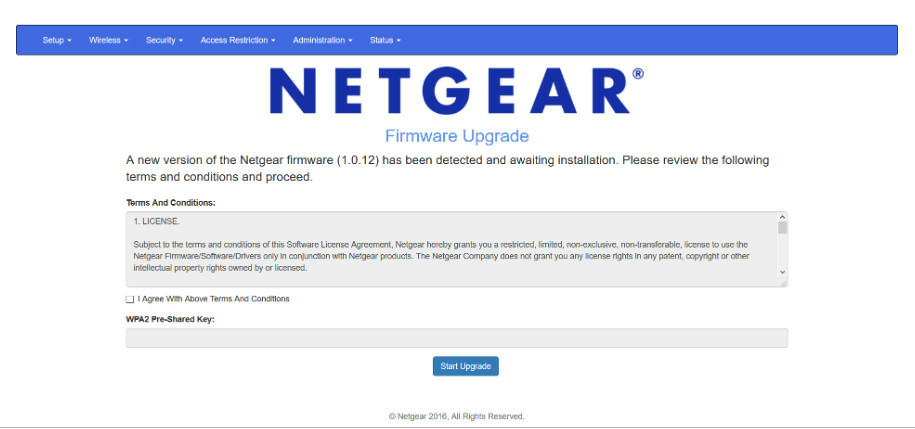 Setup Wireless Security Access Restriction Administration Status
NETGEAR®
Firmware Upgrade
A new version of the Netgear firmware (1.0.12) has been detected and awaiting installation. Please review the following
terms and conditions and proceed.
Terms And Conditions:
1. LICENSE.
Subject to the terms and conditions of this Software License Agreement, Netgear hereby grants you a restricted, limited, non-exclusive, non-transferable, license to use the
Netgear Firmware/Software/Drivers only in conjunction with Netgear products. The Netgear Company does not grant you any license rights in any patent, copyright or other
intellectual property rights owned by or licensed.
I Agree With Above Terms And Conditions
WPA2 Pre-Shared Key:
Start Upgrade
© Netgear 2016, All Rights Reserved.